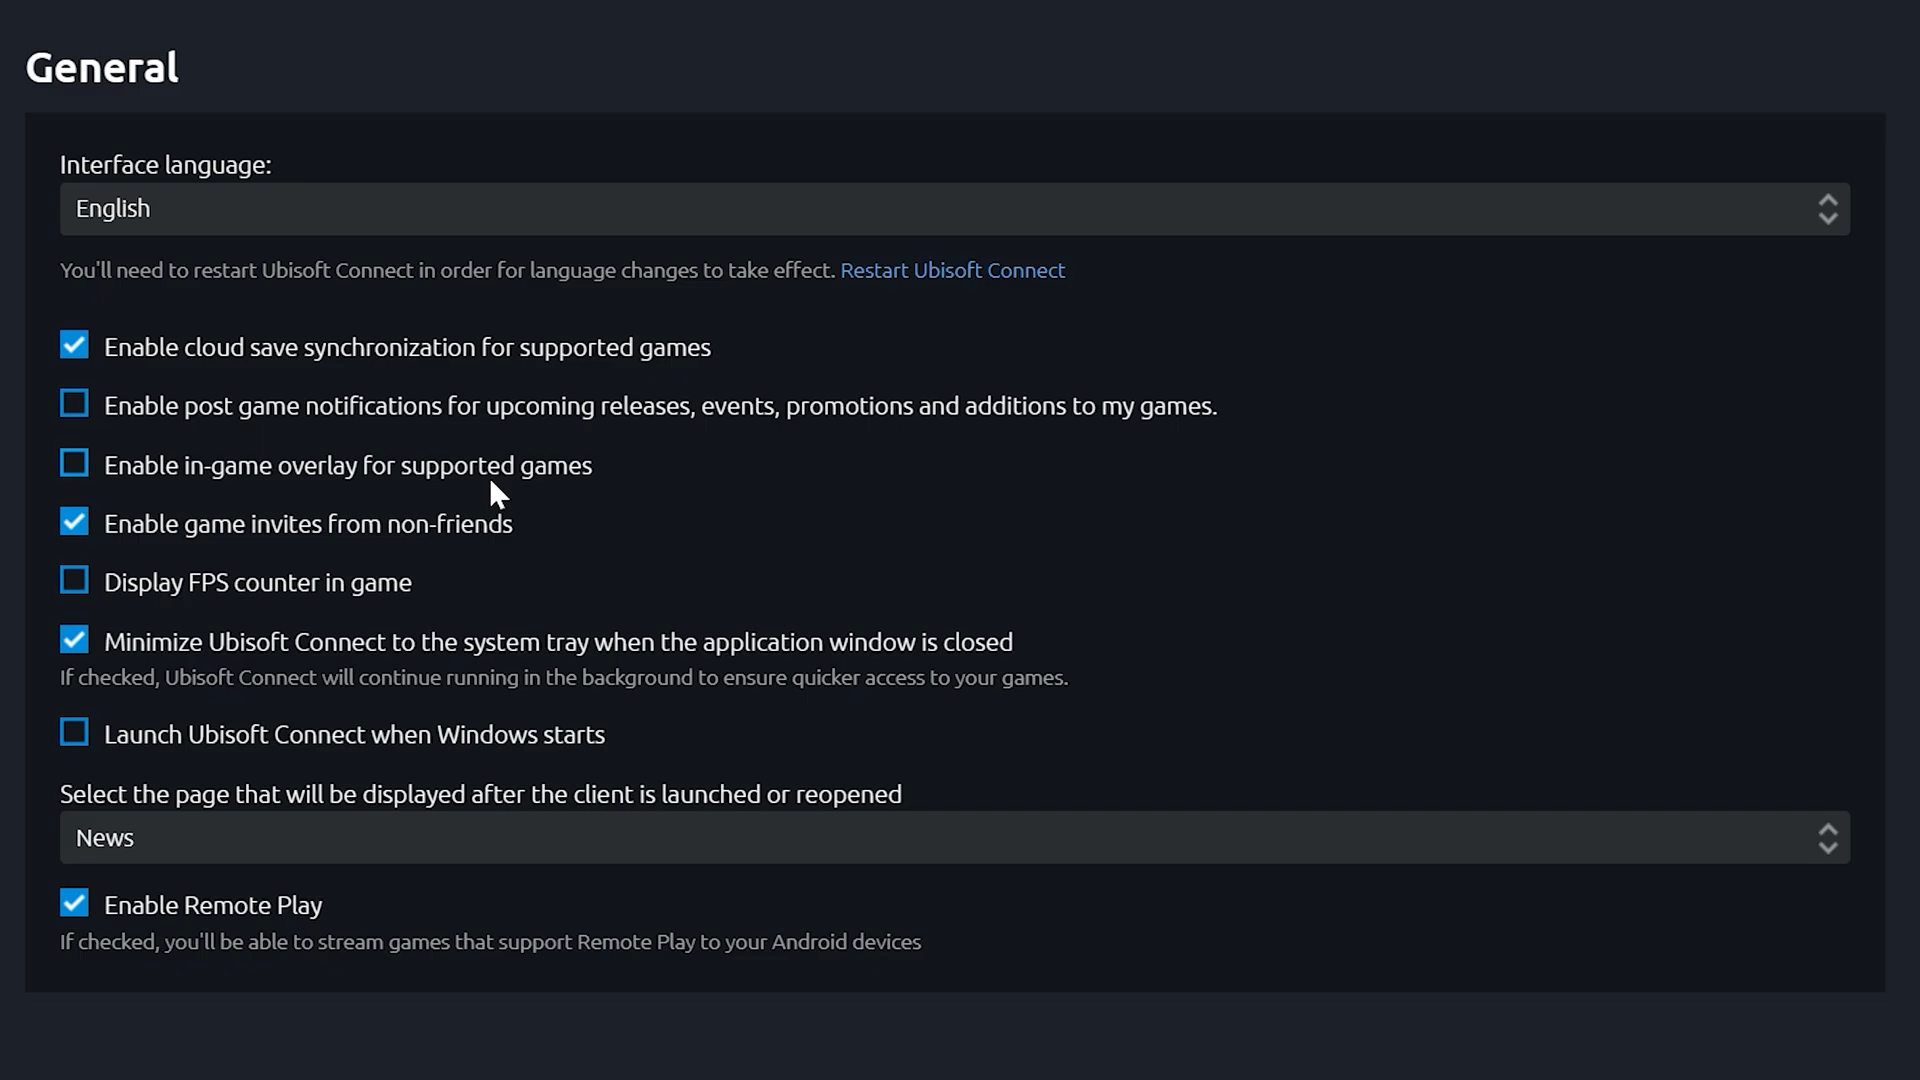 General
Interface language:
English
You'll need to restart Ubisoft Connect in order for language changes to take effect. Restart Ubisoft Connect
Enable cloud save synchronization for supported games
Enable post game notifications for upcoming releases, events, promotions and additions to my games.
Enable in-game overlay for supported games
Enable game invites from non-friends
Display FPS counter in game
Minimize Ubisoft Connect to the system tray when the application window is closed
If checked, Ubisoft Connect will continue running in the background to ensure quicker access to your games.
Launch Ubisoft Connect when Windows starts
Select the page that will be displayed after the client is launched or reopened
News
Enable Remote Play
If checked, you'll be able to stream games that support Remote Play to your Android devices